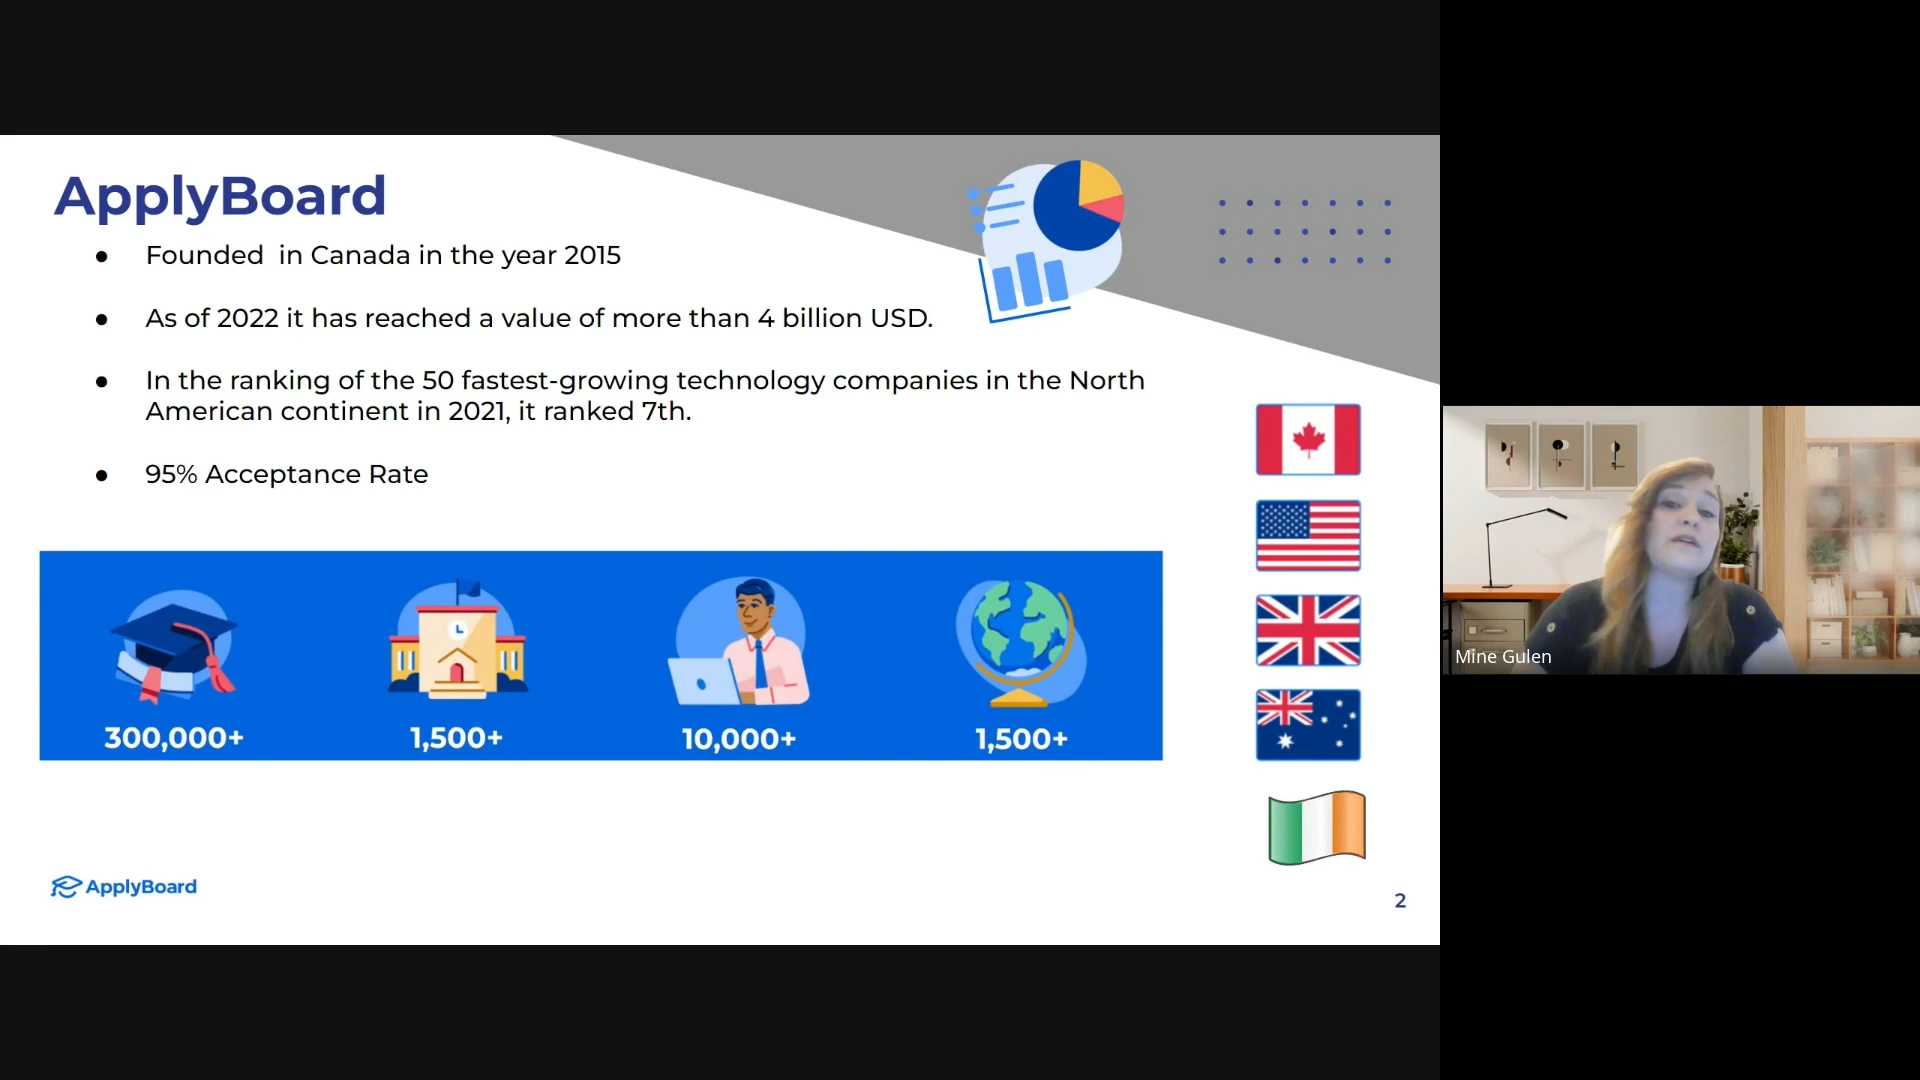 ApplyBoard
● Founded  in Canada in the year 2015
● As of 2022 it has reached a value of more than 4 billion USD.
● In the ranking of the 50 fastest-growing technology companies in the North
American continent in 2021, it ranked 7th.
● 95% Acceptance Rate
300,000+
1,500+
10,000+
1,500+
ApplyBoard
2
Mine Gulen